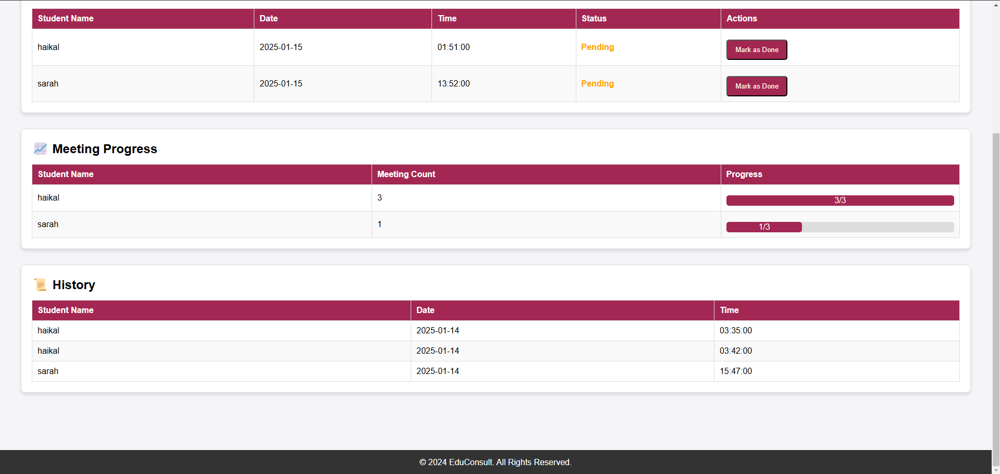 Student Name Date Time Status Actions
haikal 2025-01-15 01:51:00 Pending Mark as Done
sarah 2025-01-15 13:52:00 Pending Mark as Done
Meeting Progress
Student Name Meeting Count Progress
haikal 3 3/3
sarah 1 1/3
History
Student Name Date Time
haikal 2025-01-14 03:35:00
haikal 2025-01-14 03:42:00
sarah 2025-01-14 15:47:00
© 2024 EduConsult. All Rights Reserved.